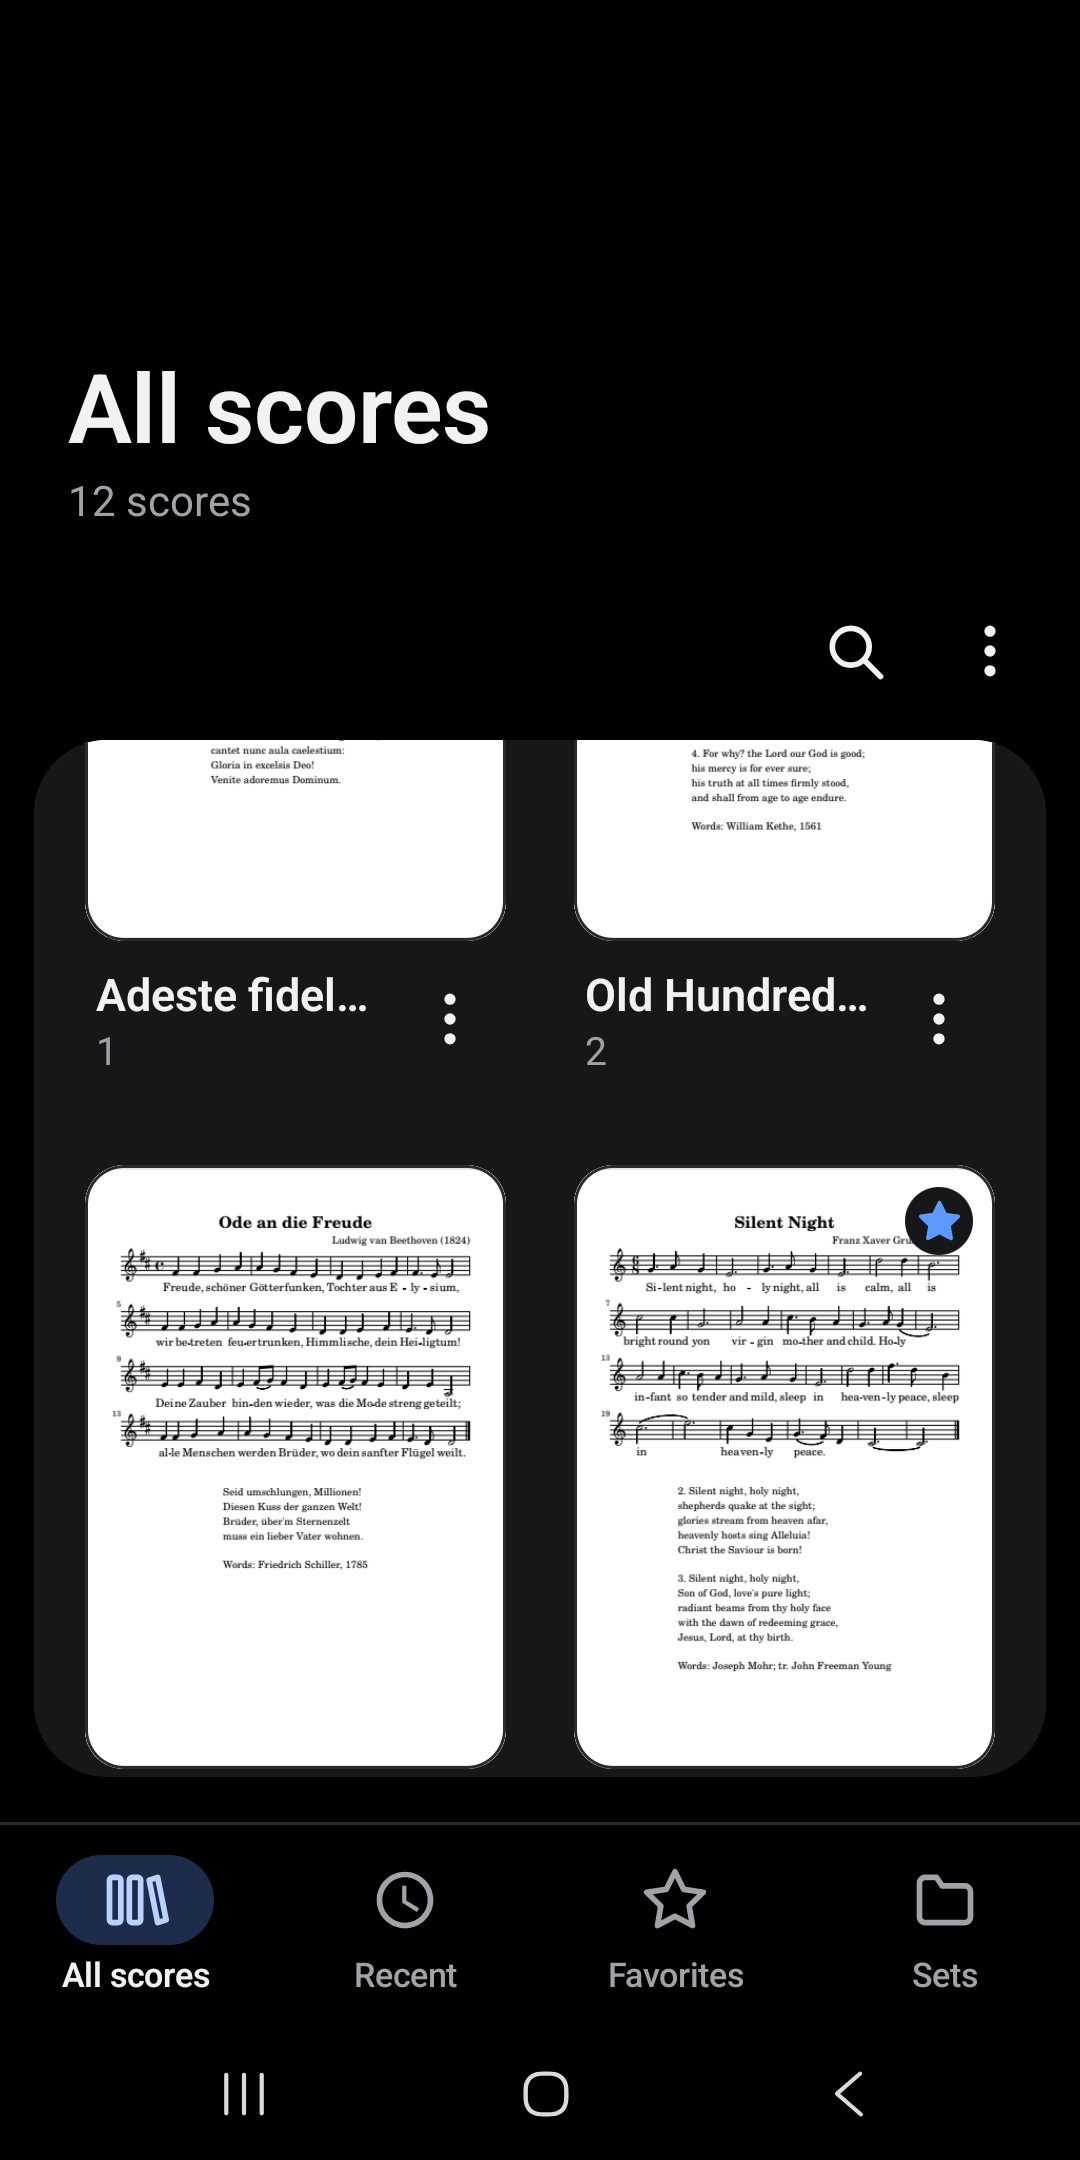 All scores
12 scores
cantet nunc aula caelestium:
Gloria in excelsis Deo!
Venite adoremus Dominum.
4. For why? the Lord our God is good;
his mercy is for ever sure;
his truth at all times firmly stood,
and shall from age to age endure.
Words: William Kethe, 1561
Adeste fidel...
1
Old Hundred...
2
Ode an die Freude
Ludwig van Beethoven (1824)
Freude, schöner Götterfunken, Tochter aus E - ly - sium,
5
wir be-treten feu-ertrunken, Himmlische, dein Hei-ligtum!
9
Deine Zauber bin-den wieder, was die Mo-de streng geteilt;
13
al-le Menschen werden Brüder, wo dein sanfter Flügel weilt.
Seid umschlungen, Millionen!
Diesen Kuss der ganzen Welt!
Brüder, über'm Sternenzelt
muss ein lieber Vater wohnen.
Words: Friedrich Schiller, 1785
Silent Night
Franz Xaver Gru
Si-lent night, ho - ly night, all is calm, all is
7
bright round yon vir - gin mo-ther and child. Ho-ly
13
in-fant so tender and mild, sleep in hea-ven-ly peace, sleep
19
in heaven-ly peace.
2. Silent night, holy night,
shepherds quake at the sight;
glories stream from heaven afar,
heavenly hosts sing Alleluia!
Christ the Saviour is born!
3. Silent night, holy night,
Son of God, love's pure light;
radiant beams from thy holy face
with the dawn of redeeming grace,
Jesus, Lord, at thy birth.
Words: Joseph Mohr; tr. John Freeman Young
All scores
Recent
Favorites
Sets